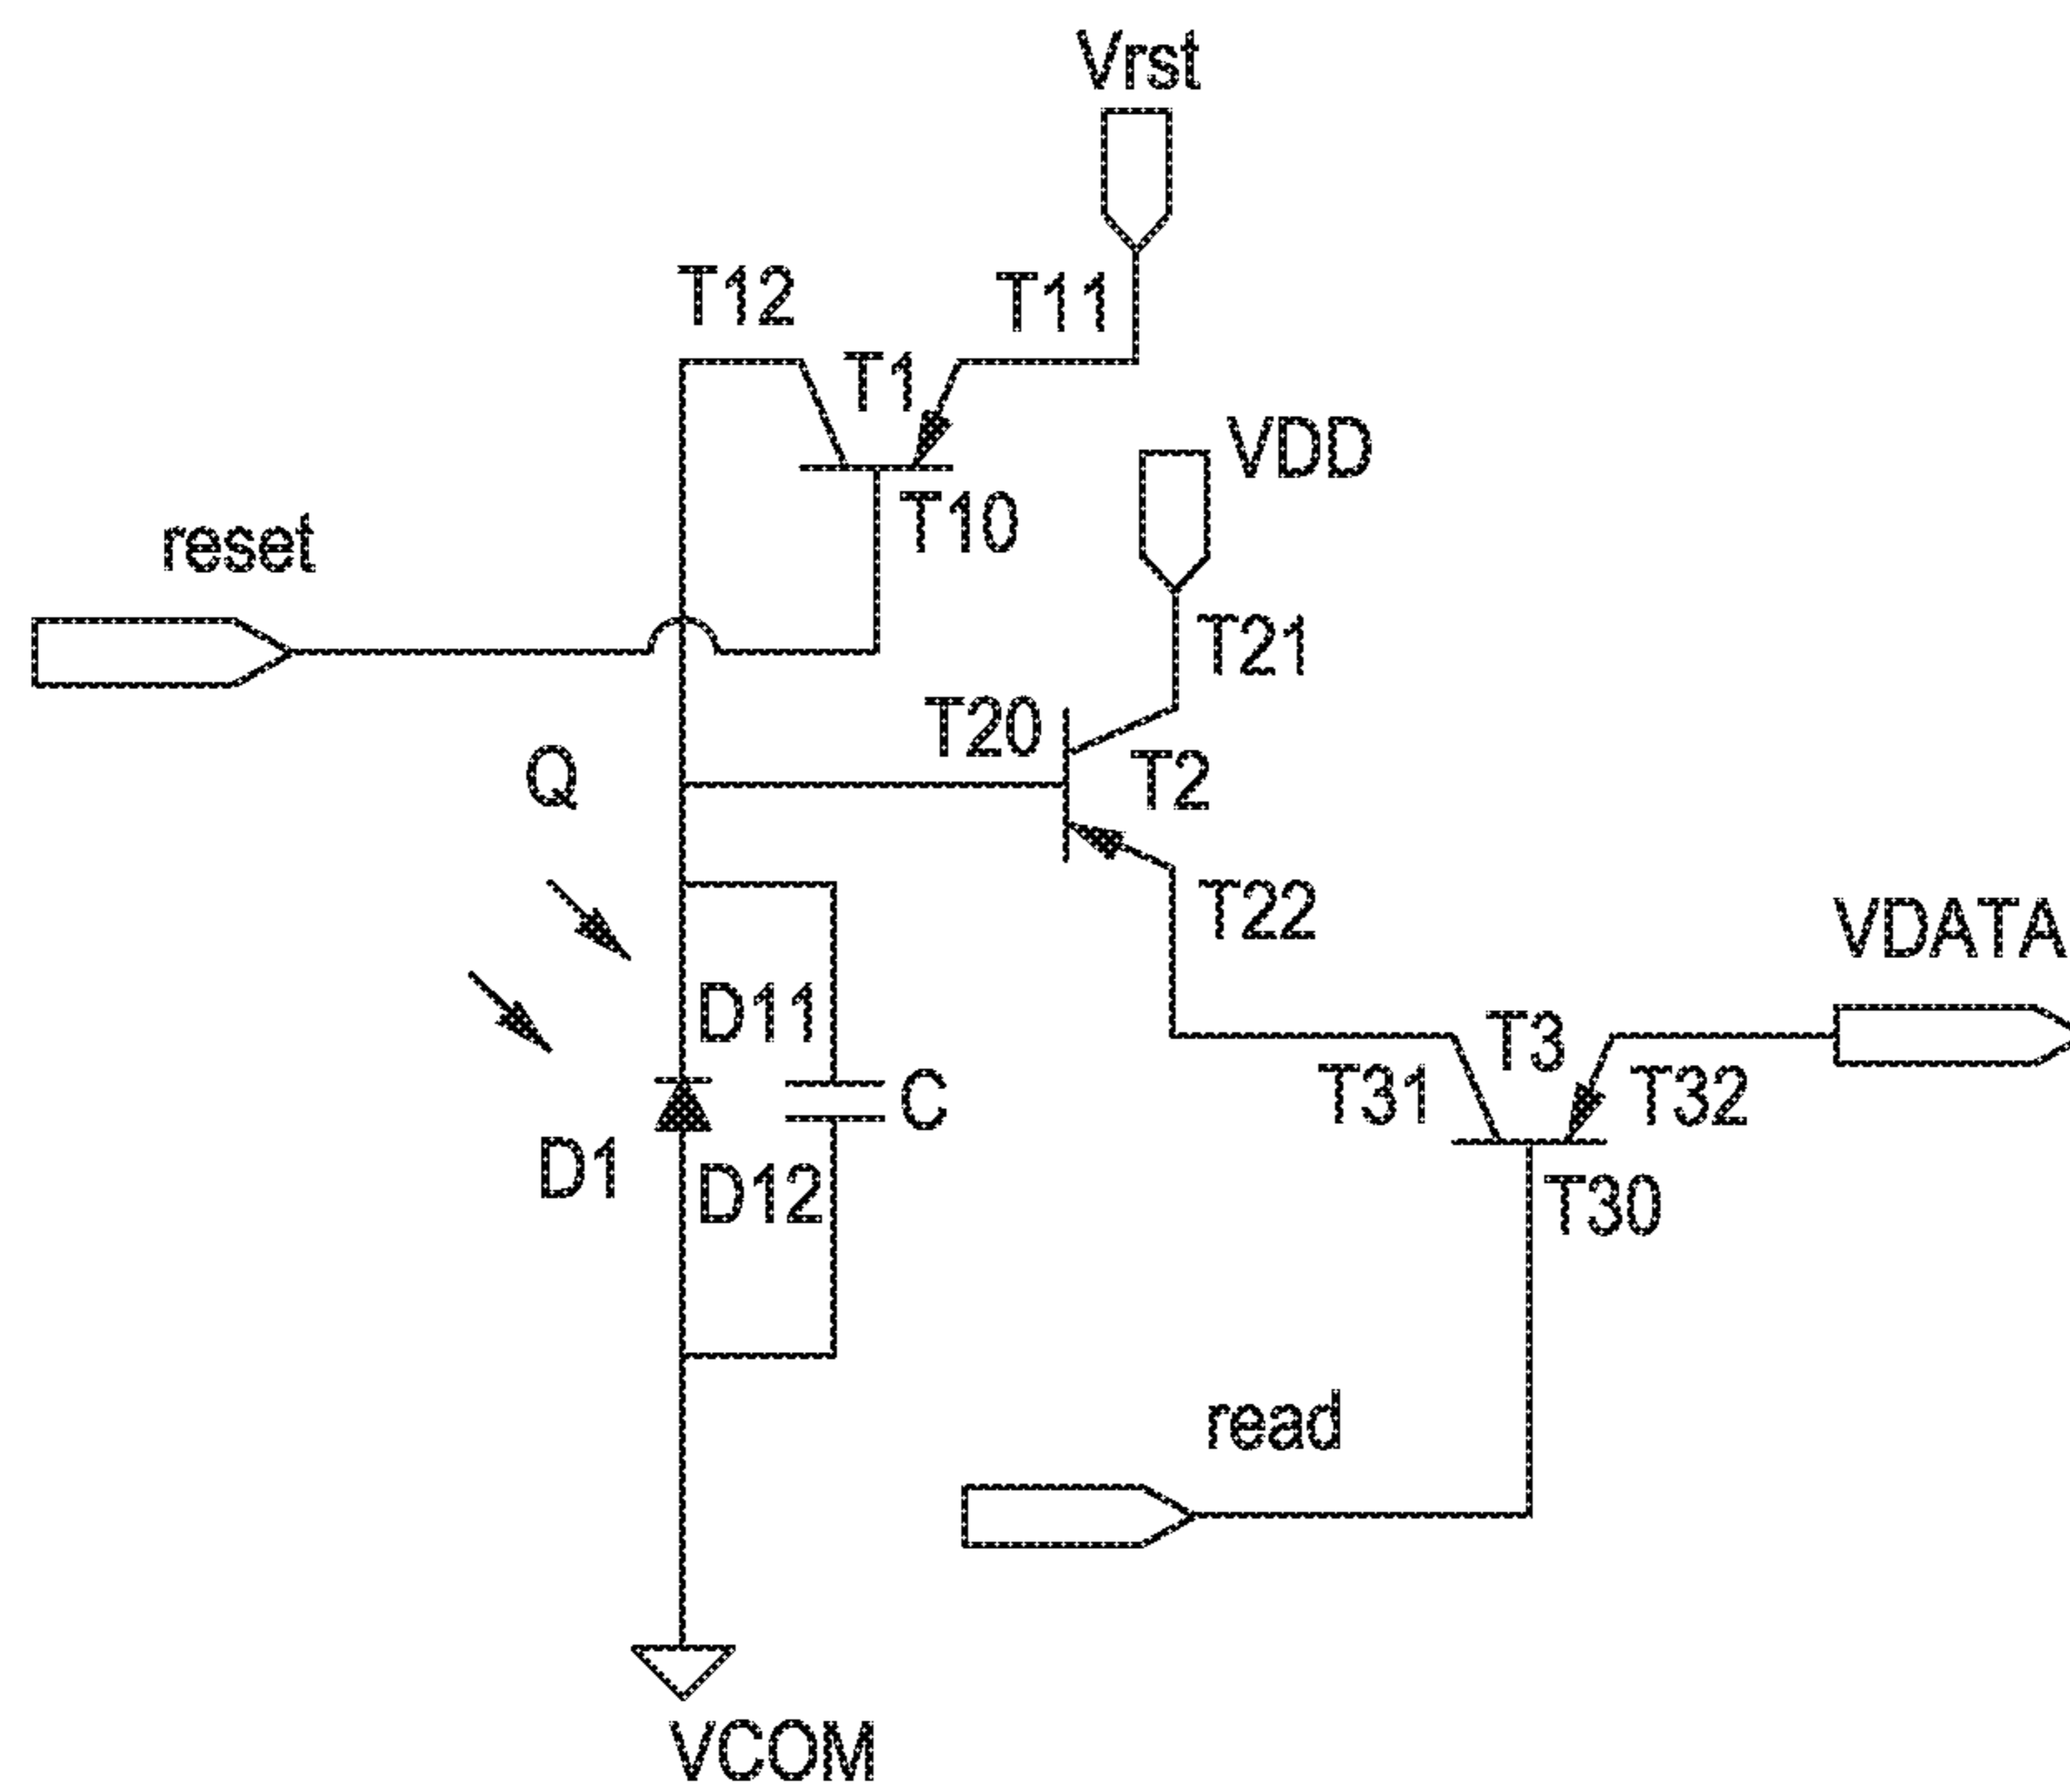 Vrst
T12
T11
T1
VDD
T10
reset
T21
T20
T2
Q
T22
VDATA
D11
T3
T31
T32
C
D1
D12
T30
read
VCOM